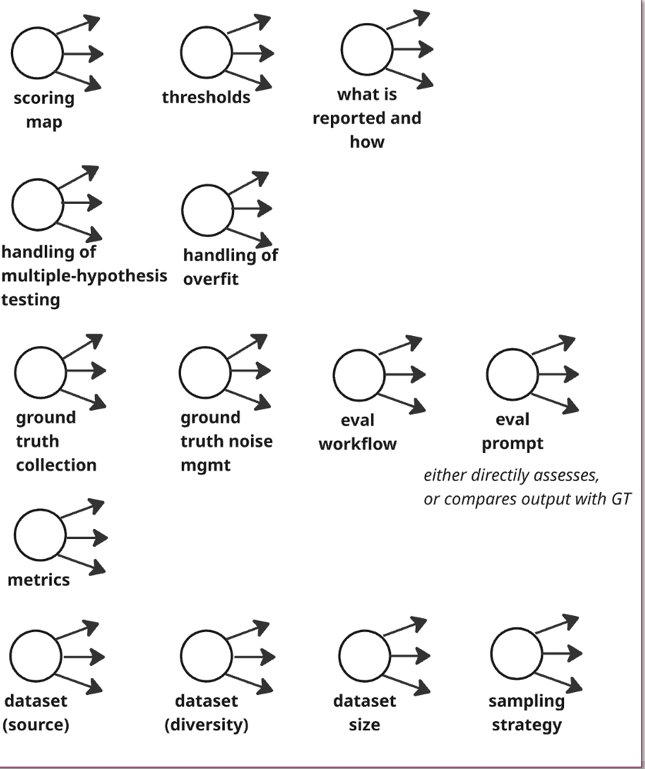 scoring
map
thresholds
what is
reported and
how
handling of
multiple-hypothesis
testing
handling of
overfit
ground
truth
collection
ground
truth noise
mgmt
eval
workflow
eval
prompt
either directily assesses,
or compares output with GT
metrics
dataset
(source)
dataset
(diversity)
dataset
size
sampling
strategy